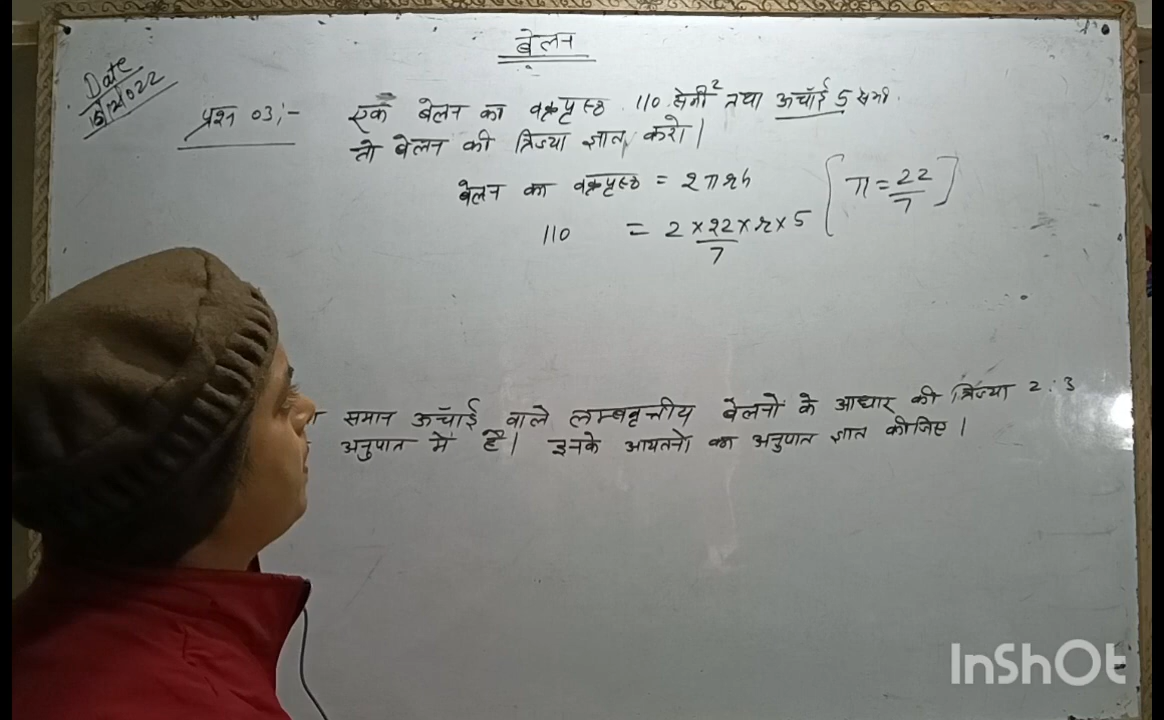 बेलन
Date
15/12/2022
प्रश्न 03;- एक बेलन का वक्रपृष्ठ 110 सेमी² तथा ऊचॉई 5 सेमी.
तो बेलन की त्रिज्या ज्ञात करो।
बेलन का वक्रपृष्ठ = 2πrh [π = 22/7]
110 = 2 × 22/7 × r × 5
समान ऊचॉई वाले लम्बवृत्तीय बेलनो के आधार की त्रिज्या 2:3
अनुपात में है। इनके आयतनो का अनुपात ज्ञात कीजिए।
InShOt